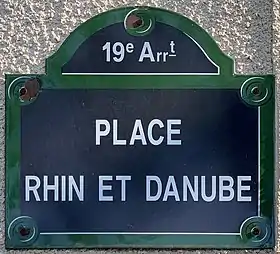 19e Arrt
PLACE
RHIN ET DANUBE